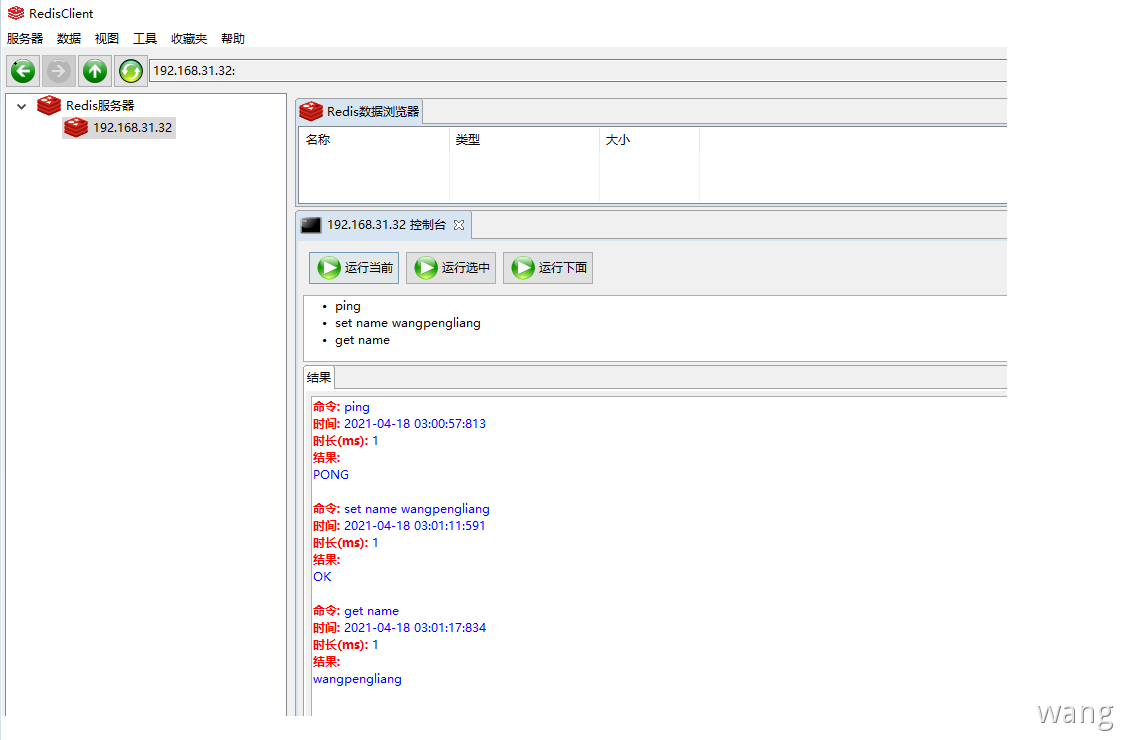 RedisClient
服务器 数据 视图 工具 收藏夹 帮助
192.168.31.32:
Redis服务器
192.168.31.32
Redis数据浏览器
名称 类型 大小
192.168.31.32 控制台
运行当前 运行选中 运行下面
• ping
• set name wangpengliang
• get name
结果
命令: ping
时间: 2021-04-18 03:00:57:813
时长(ms): 1
结果:
PONG
命令: set name wangpengliang
时间: 2021-04-18 03:01:11:591
时长(ms): 1
结果:
OK
命令: get name
时间: 2021-04-18 03:01:17:834
时长(ms): 1
结果:
wangpengliang
wang